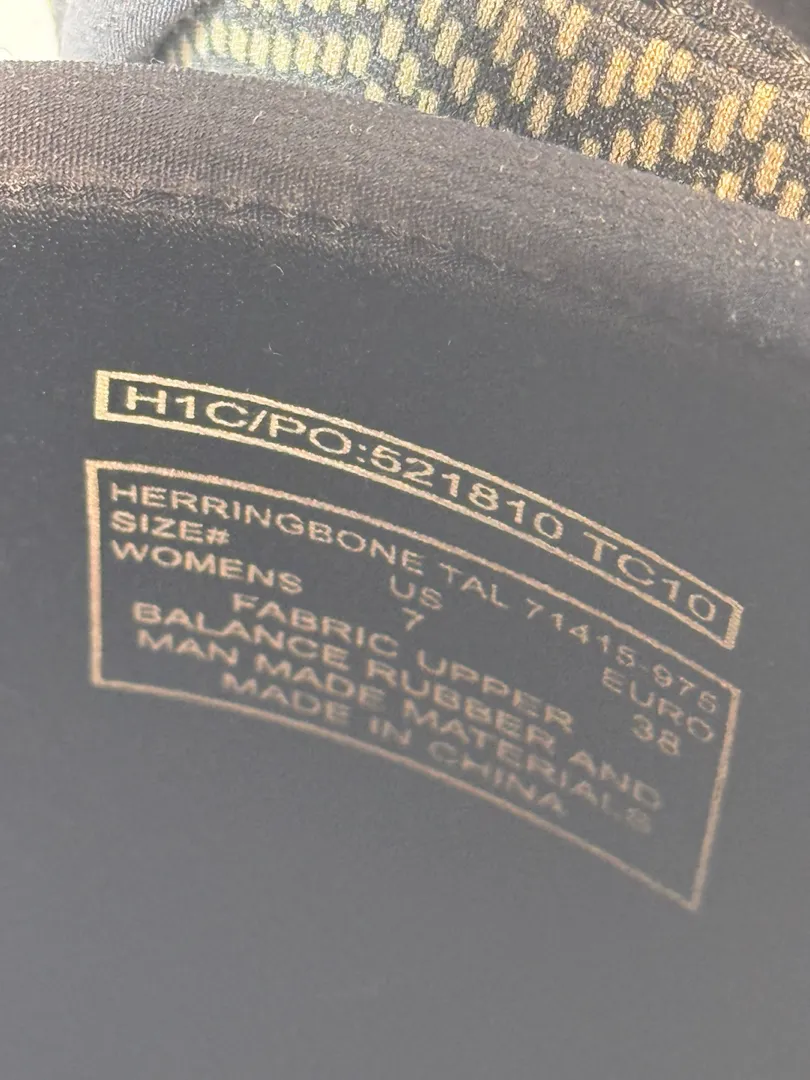 H1C/PO:521810 TC10
HERRINGBONE TAL 71415-975
SIZE# US EURO
WOMENS 7 38
FABRIC UPPER
BALANCE RUBBER AND
MAN MADE MATERIALS
MADE IN CHINA